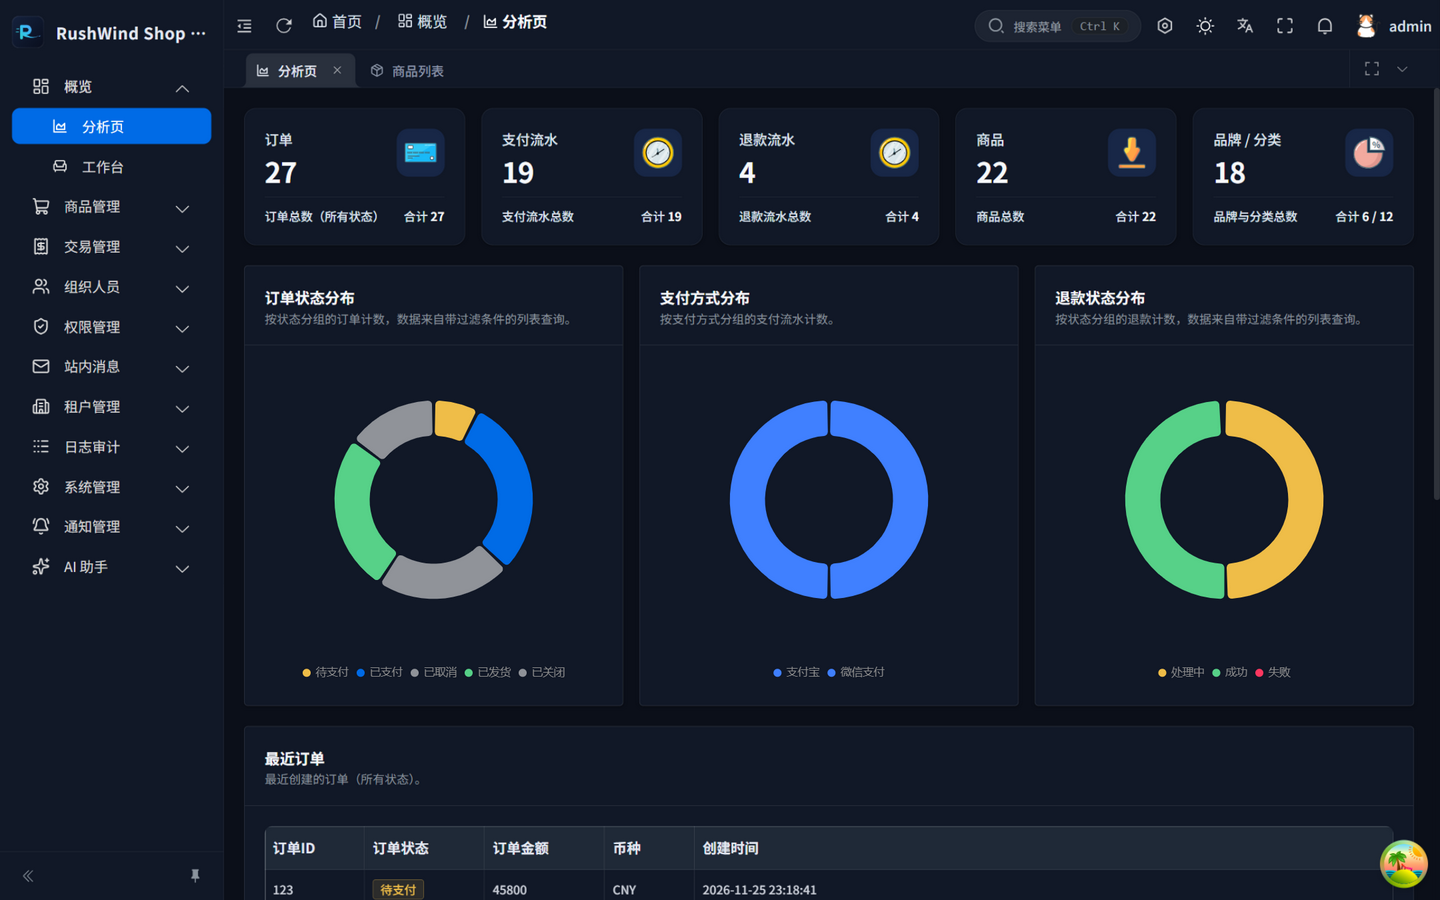 RushWind Shop ···
首页 / 概览 / 分析页
搜索菜单 Ctrl K
admin
概览
分析页
工作台
商品管理
交易管理
组织人员
权限管理
站内消息
租户管理
日志审计
系统管理
通知管理
AI 助手
分析页
商品列表
订单
27
订单总数（所有状态） 合计 27
支付流水
19
支付流水总数 合计 19
退款流水
4
退款流水总数 合计 4
商品
22
商品总数 合计 22
品牌 / 分类
18
%
品牌与分类总数 合计 6 / 12
订单状态分布
按状态分组的订单计数，数据来自带过滤条件的列表查询。
待支付 已支付 已取消 已发货 已关闭
支付方式分布
按支付方式分组的支付流水计数。
支付宝 微信支付
退款状态分布
按状态分组的退款计数，数据来自带过滤条件的列表查询。
处理中 成功 失败
最近订单
最近创建的订单（所有状态）。
订单ID 订单状态 订单金额 币种 创建时间
123 待支付 45800 CNY 2026-11-25 23:18:41